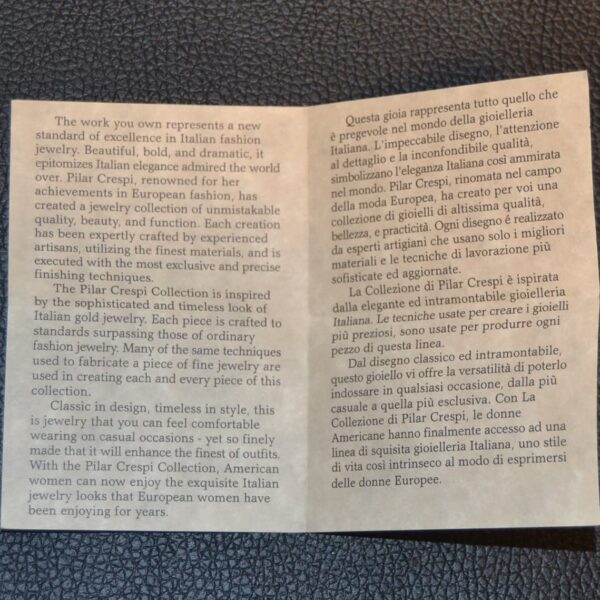 The work you own represents a new
standard of excellence in Italian fashion
jewelry. Beautiful, bold, and dramatic, it
epitomizes Italian elegance admired the world
over. Pilar Crespi, renowned for her
achievements in European fashion, has
created a jewelry collection of unmistakable
quality, beauty, and function. Each creation
has been expertly crafted by experienced
artisans, utilizing the finest materials, and is
executed with the most exclusive and precise
finishing techniques.
The Pilar Crespi Collection is inspired
by the sophisticated and timeless look of
Italian gold jewelry. Each piece is crafted to
standards surpassing those of ordinary
fashion jewelry. Many of the same techniques
used to fabricate a piece of fine jewelry are
used in creating each and every piece of this
collection.
Classic in design, timeless in style, this
is jewelry that you can feel comfortable
wearing on casual occasions - yet so finely
made that it will enhance the finest of outfits.
With the Pilar Crespi Collection, American
women can now enjoy the exquisite Italian
jewelry looks that European women have
been enjoying for years.
Questa gioia rappresenta tutto quello che
è pregevole nel mondo della gioielleria
Italiana. L'impeccabile disegno, l'attenzione
al dettaglio e la inconfondibile qualità,
simbolizzano l'eleganza Italiana così ammirata
nel mondo. Pilar Crespi, rinomata nel campo
della moda Europea, ha creato per voi una
collezione di gioielli di altissima qualità,
bellezza, e practicità. Ogni disegno é realizzato
da esperti artigiani che usano solo i migliori
materiali e le tecniche di lavorazione più
sofisticate ed aggiornate.
La Collezione di Pilar Crespi è ispirata
dalla elegante ed intramontabile gioielleria
Italiana. Le tecniche usate per creare i gioielli
più preziosi, sono usate per produrre ogni
pezzo di questa linea.
Dal disegno classico ed intramontabile,
questo gioiello vi offre la versatilità di poterlo
indossare in qualsiasi occasione, dalla più
casuale a quella più esclusiva. Con La
Collezione di Pilar Crespi, le donne
Americane hanno finalmente accesso ad una
linea di squisita gioielleria Italiana, uno stile
di vita così intrinseco al modo di esprimersi
delle donne Europee.